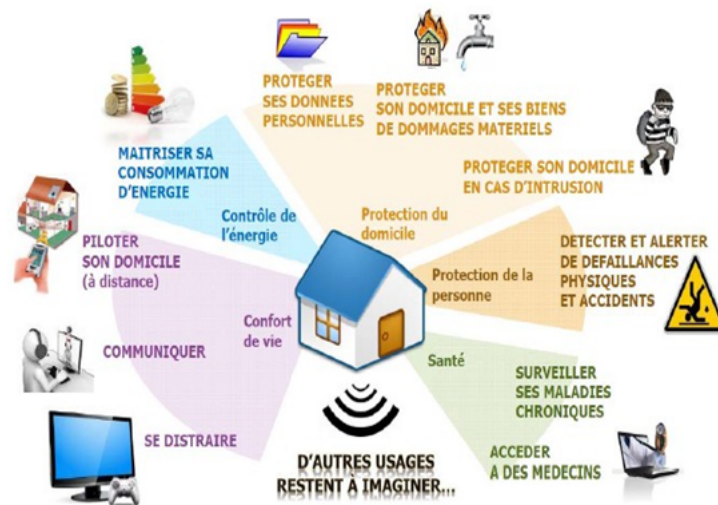 PROTEGER
SES DONNEES
PERSONNELLES
PROTEGER
SON DOMICILE ET SES BIENS
DE DOMMAGES MATERIELS
MAITRISER SA
CONSOMMATION
D'ENERGIE
PROTEGER SON DOMICILE
EN CAS D'INTRUSION
Contrôle de
l'énergie
Protection du
domicile
PILOTER
SON DOMICILE
(à distance)
DETECTER ET ALERTER
DE DEFAILLANCES
PHYSIQUES
ET ACCIDENTS
Protection de la
personne
Confort
de vie
COMMUNIQUER
Santé
SURVEILLER
SES MALADIES
CHRONIQUES
SE DISTRAIRE
ACCEDER
A DES MEDECINS
D'AUTRES USAGES
RESTENT À IMAGINER...